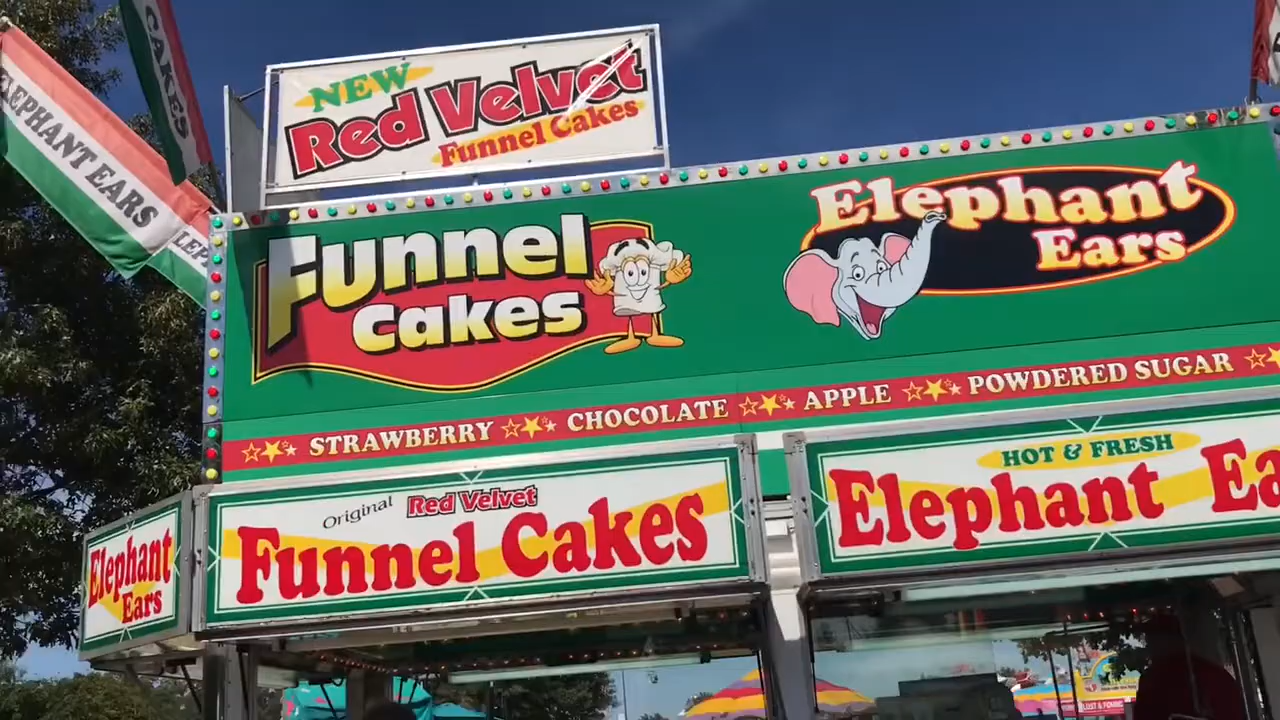 CAKES
ELEPHANT EARS
NEW
Red Velvet
Funnel Cakes
Funnel
Cakes
Elephant
Ears
STRAWBERRY CHOCOLATE APPLE POWDERED SUGAR
Original Red Velvet
Funnel Cakes
HOT & FRESH
Elephant Ea
Elephant
Ears